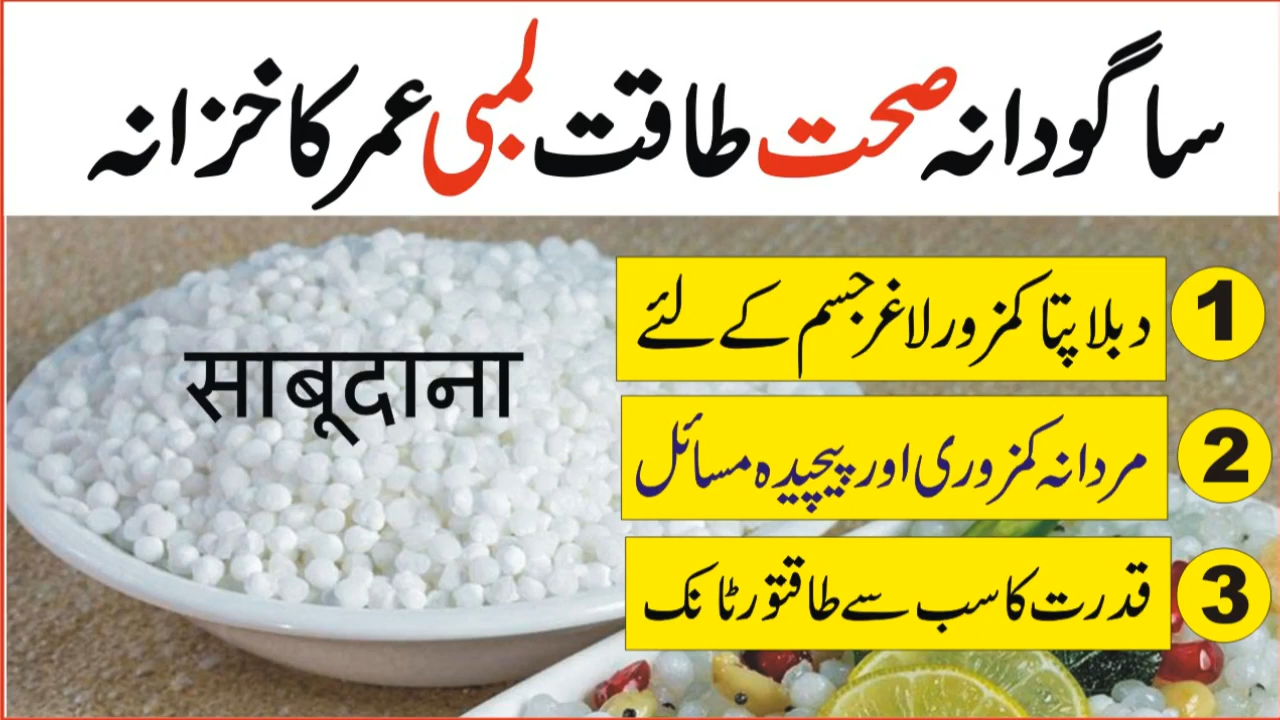 ساگودانہ صحت طاقت لمبی عمر کا خزانہ
साबूदाना
دبلا پتا کمزور لاغر جسم کے لئے 1
مردانہ کمزوری اور پیچیدہ مسائل 2
قدرت کا سب سے طاقتور ٹانک 3